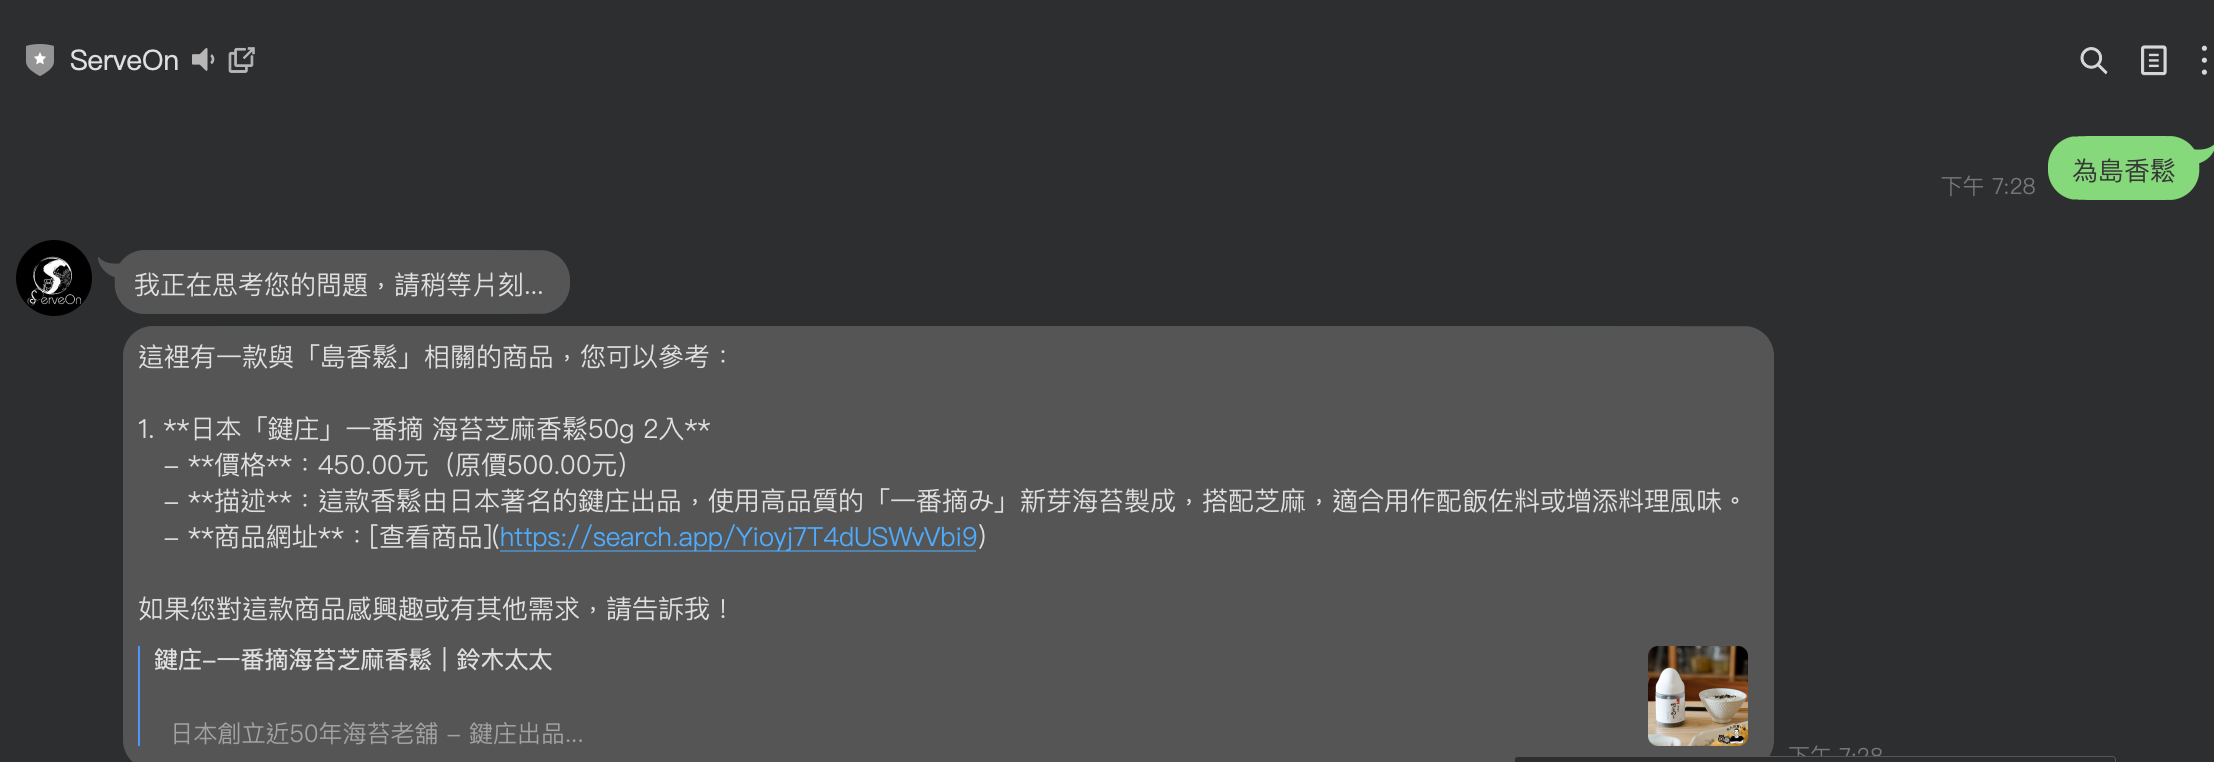 ServeOn
為島香鬆
下午 7:28
ServeOn
我正在思考您的問題，請稍等片刻...
這裡有一款與「島香鬆」相關的商品，您可以參考：
1. **日本「鍵庄」一番摘 海苔芝麻香鬆50g 2入**
– **價格**：450.00元（原價500.00元）
– **描述**：這款香鬆由日本著名的鍵庄出品，使用高品質的「一番摘み」新芽海苔製成，搭配芝麻，適合用作配飯佐料或增添料理風味。
– **商品網址**：[查看商品](https://search.app/Yioyj7T4dUSWvVbi9)
如果您對這款商品感興趣或有其他需求，請告訴我！
鍵庄–一番摘海苔芝麻香鬆｜鈴木太太
日本創立近50年海苔老舖 – 鍵庄出品...
下午 7:28